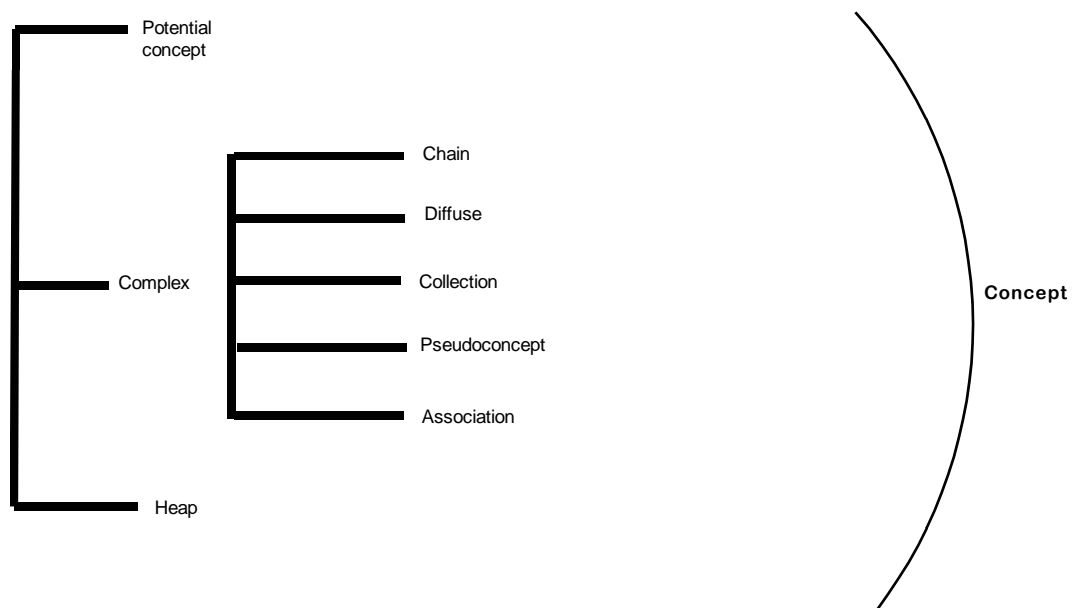 Potential
concept
Chain
Diffuse
Complex
Collection
Concept
Pseudoconcept
Association
Heap